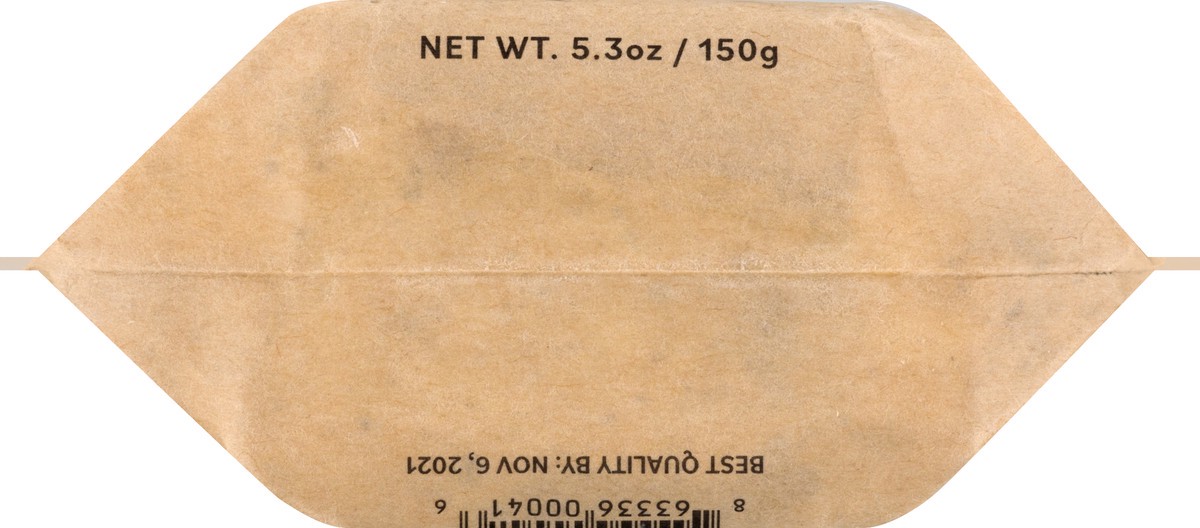 NET WT. 5.3oz / 150g
BEST QUALITY BY: NOV 6, 2021
8 63336 00041 6